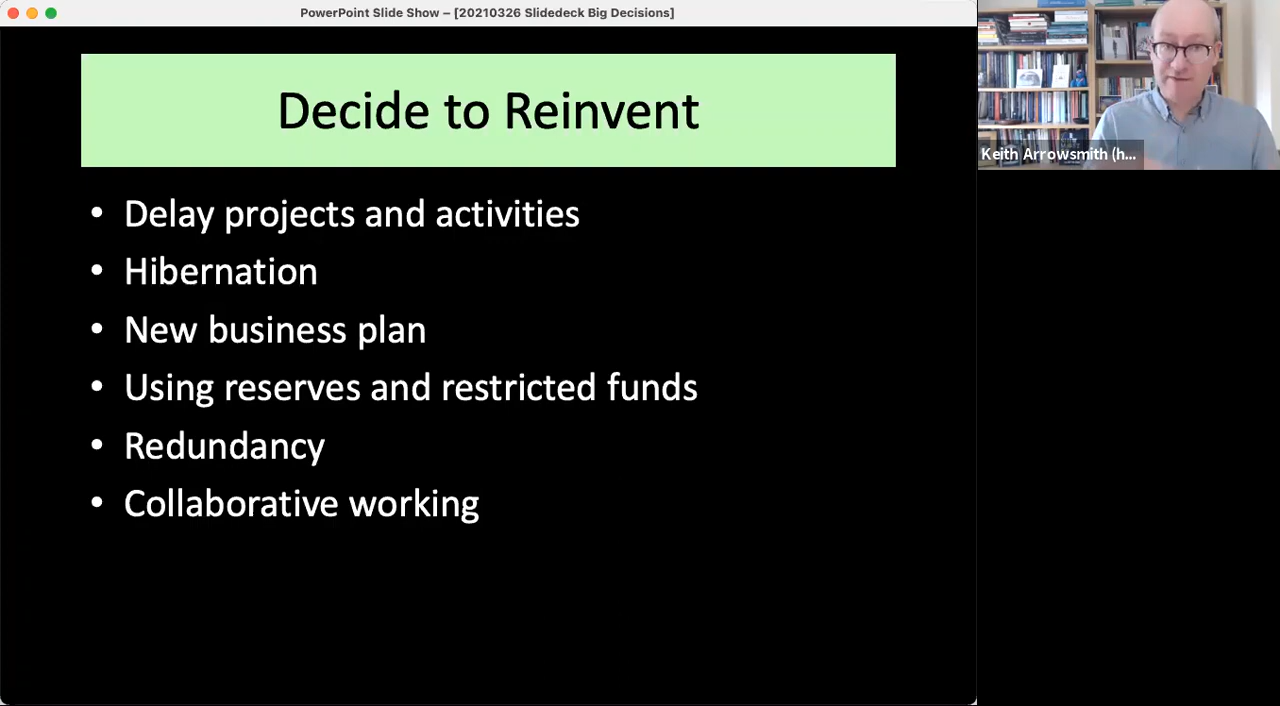 PowerPoint Slide Show – [20210326 Slidedeck Big Decisions]
Decide to Reinvent
• Delay projects and activities
• Hibernation
• New business plan
• Using reserves and restricted funds
• Redundancy
• Collaborative working
Keith Arrowsmith (h...